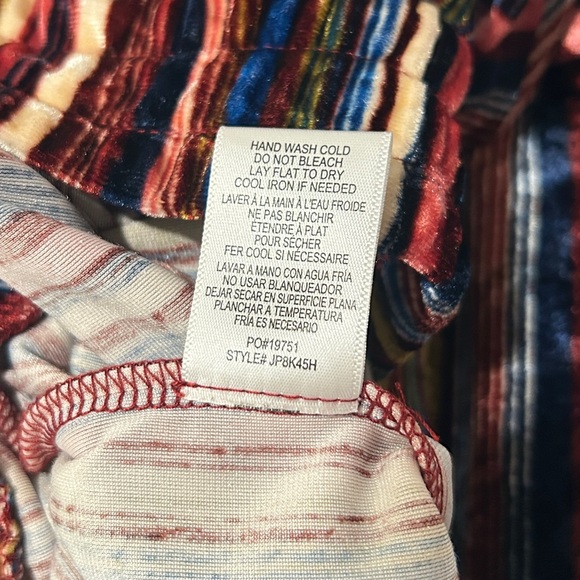 HAND WASH COLD
DO NOT BLEACH
LAY FLAT TO DRY
COOL IRON IF NEEDED
LAVER À LA MAIN À L'EAU FROIDE
NE PAS BLANCHIR
ÉTENDRE À PLAT
POUR SÉCHER
FER COOL SI NÉCESSAIRE
LAVAR A MANO CON AGUA FRÍA
NO USAR BLANQUEADOR
DEJAR SECAR EN SUPERFICIE PLANA
PLANCHAR A TEMPERATURA
FRÍA ES NECESARIO
PO#19751
STYLE# JP8K45H